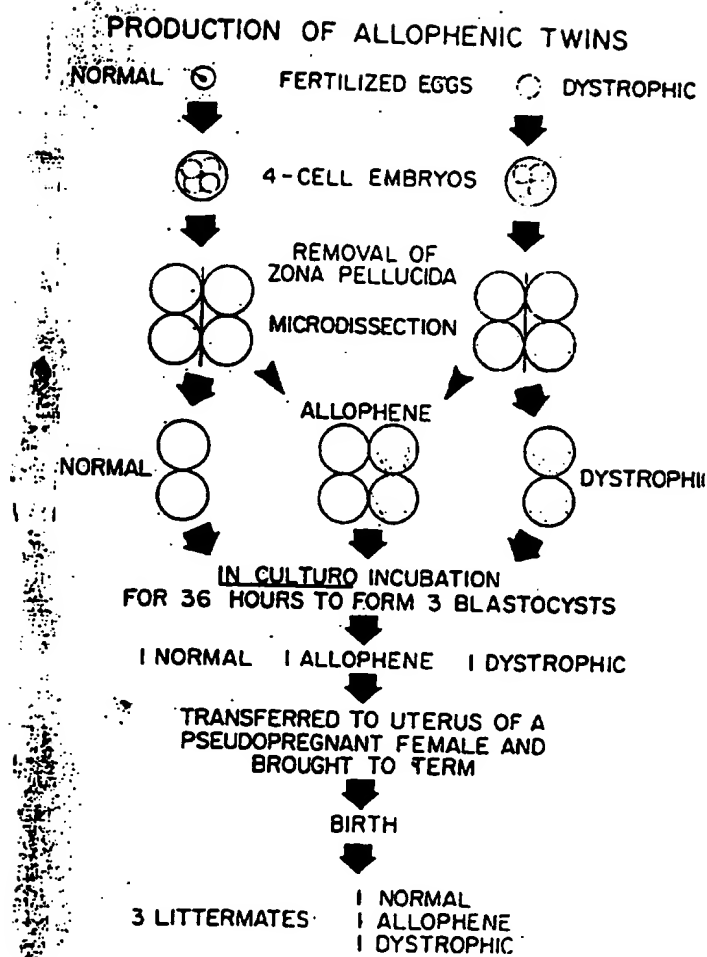 PRODUCTION OF ALLOPHENIC TWINS
NORMAL FERTILIZED EGGS DYSTROPHIC
4-CELL EMBRYOS
REMOVAL OF
ZONA PELLUCIDA
MICRODISSECTION
ALLOPHENE
NORMAL DYSTROPHI
IN CULTURO INCUBATION
FOR 36 HOURS TO FORM 3 BLASTOCYSTS
1 NORMAL 1 ALLOPHENE 1 DYSTROPHIC
TRANSFERRED TO UTERUS OF A
PSEUDOPREGNANT FEMALE AND
BROUGHT TO TERM
BIRTH
1 NORMAL
3 LITTERMATES 1 ALLOPHENE
1 DYSTROPHIC